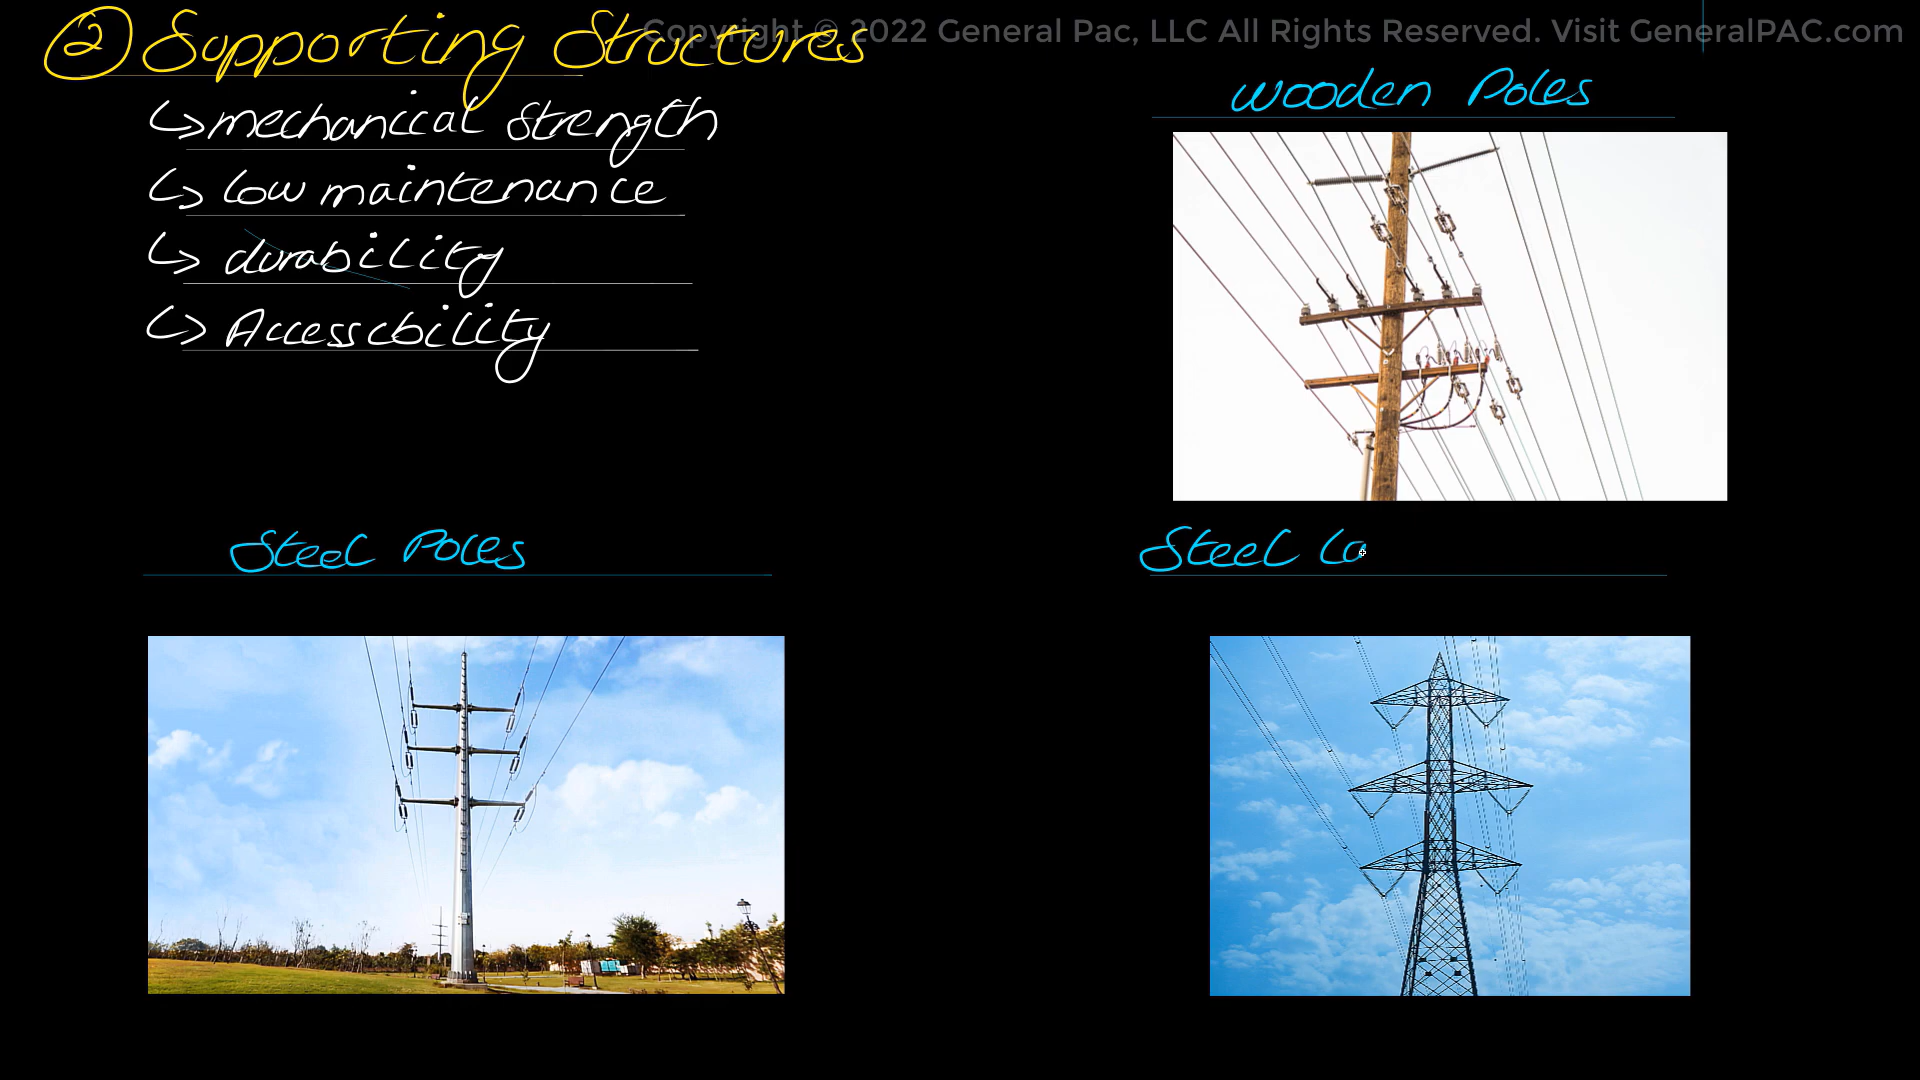 Copyright © 2022 General Pac, LLC All Rights Reserved. Visit GeneralPAC.com
2 Supporting Structures
mechanical strength
low maintenance
durability
Accessibility
wooden Poles
Steel Poles
Steel La